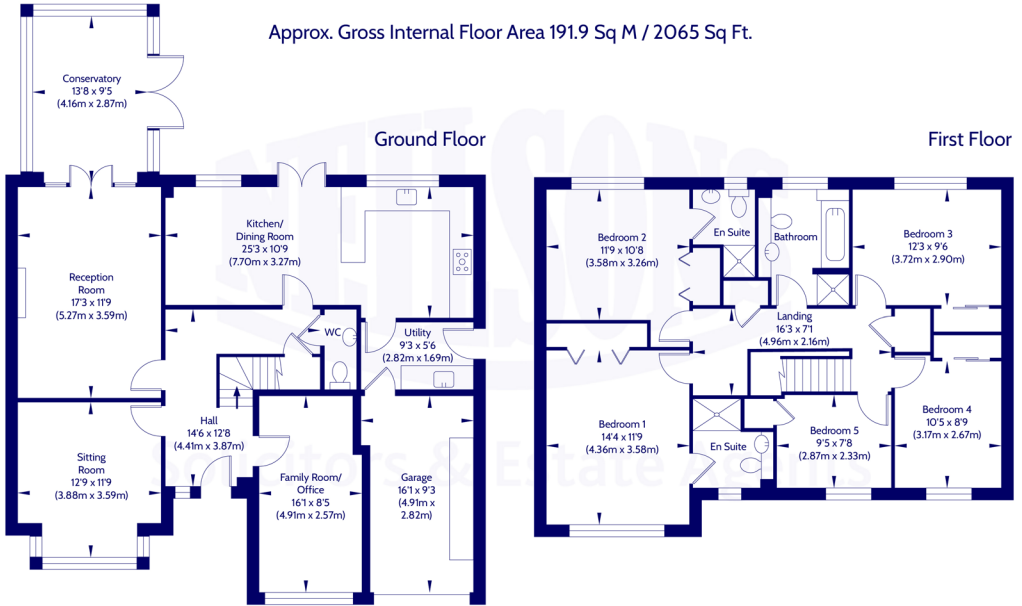 Approx. Gross Internal Floor Area 191.9 Sq M / 2065 Sq Ft.
Ground Floor
First Floor
Conservatory
13'8 x 9'5
(4.16m x 2.87m)
Kitchen/
Dining Room
25'3 x 10'9
(7.70m x 3.27m)
Reception
Room
17'3 x 11'9
(5.27m x 3.59m)
WC
Utility
9'3 x 5'6
(2.82m x 1.69m)
Hall
14'6 x 12'8
(4.41m x 3.87m)
Sitting
Room
12'9 x 11'9
(3.88m x 3.59m)
Family Room/
Office
16'1 x 8'5
(4.91m x 2.57m)
Garage
16'1 x 9'3
(4.91m x
2.82m)
Bedroom 2
11'9 x 10'8
(3.58m x 3.26m)
En Suite
Bathroom
Bedroom 3
12'3 x 9'6
(3.72m x 2.90m)
Landing
16'3 x 7'1
(4.96m x 2.16m)
Bedroom 1
14'4 x 11'9
(4.36m x 3.58m)
En Suite
Bedroom 5
9'5 x 7'8
(2.87m x 2.33m)
Bedroom 4
10'5 x 8'9
(3.17m x 2.67m)
NEILSONS
Solicitors & Estate Agents